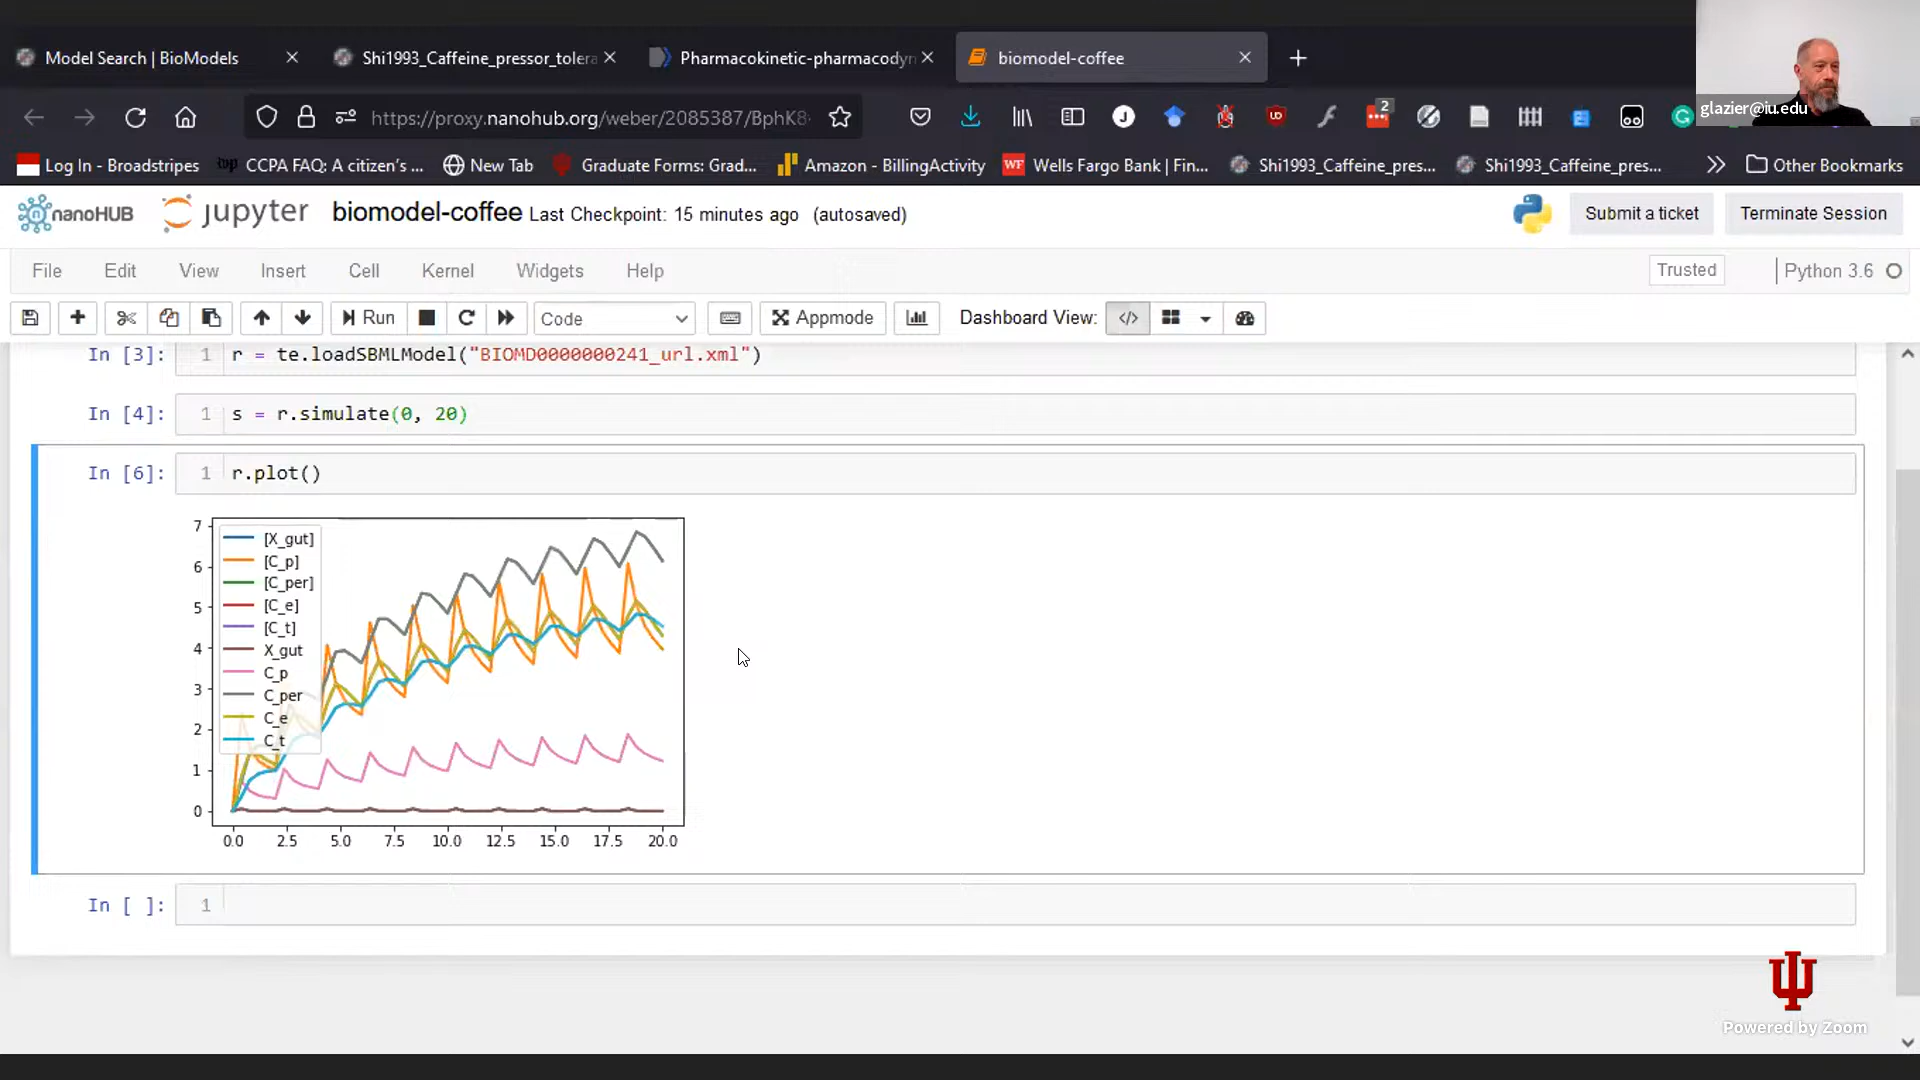 Model Search | BioModels
Shi1993_Caffeine_pressor_tolera
Pharmacokinetic-pharmacodyn
biomodel-coffee
https://proxy.nanohub.org/weber/2085387/BphK8
2
UD
J
glazier@iu.edu
Log In - Broadstripes
CCPA FAQ: A citizen's ...
New Tab
Graduate Forms: Grad...
Amazon - BillingActivity
WF
Wells Fargo Bank | Fin...
Shi1993_Caffeine_pres...
Shi1993_Caffeine_pres...
Other Bookmarks
nanoHUB
jupyter
biomodel-coffee Last Checkpoint: 15 minutes ago (autosaved)
Submit a ticket
Terminate Session
File Edit View Insert Cell Kernel Widgets Help
Trusted
Python 3.6
Run
Code
Appmode
Dashboard View:
In [3]: 1 r = te.loadSBMLModel("BIOMD0000000241_url.xml")
In [4]: 1 s = r.simulate(0, 20)
In [6]: 1 r.plot()
7
6
5
4
3
2
1
0
[X_gut]
[C_p]
[C_per]
[C_e]
[C_t]
X_gut
C_p
C_per
C_e
C_t
0.0 2.5 5.0 7.5 10.0 12.5 15.0 17.5 20.0
In [ ]: 1
Powered by Zoom